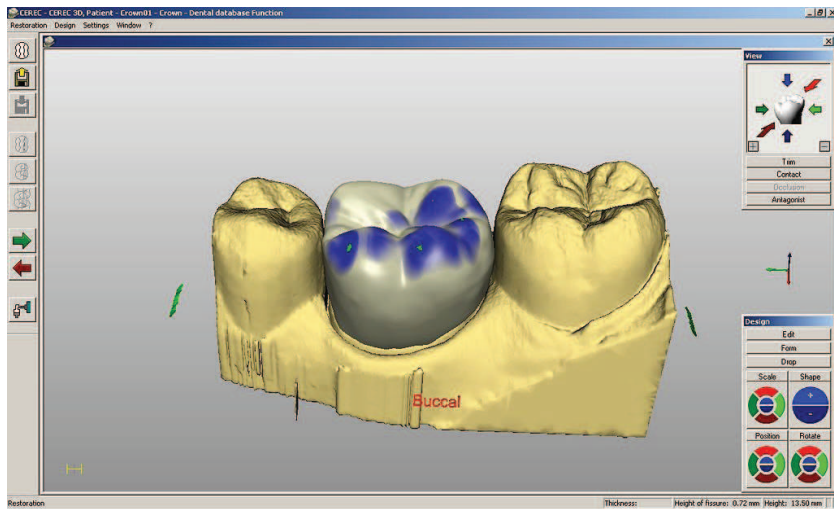 CEREC - CEREC 3D, Patient - Crown01 - Crown - Dental database Function
Restoration Design Settings Window ?
View
Trim
Contact
Occlusion
Antagonist
Design
Edit
Form
Drop
Scale Shape
Position Rotate
Buccal
Restoration Thickness: Height of fissure: 0.72 mm Height: 13.50 mm